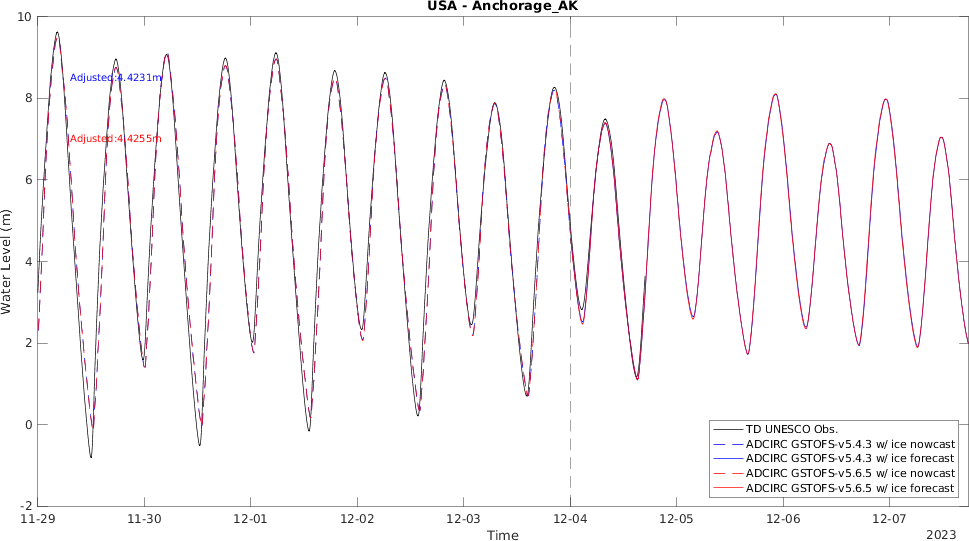 USA - Anchorage_AK
10
8
6
4
2
0
-2
Water Level (m)
Adjusted:4.4231m
Adjusted:4.4255m
TD UNESCO Obs.
ADCIRC GSTOFS-v5.4.3 w/ ice nowcast
ADCIRC GSTOFS-v5.4.3 w/ ice forecast
ADCIRC GSTOFS-v5.6.5 w/ ice nowcast
ADCIRC GSTOFS-v5.6.5 w/ ice forecast
11-29 11-30 12-01 12-02 12-03 12-04 12-05 12-06 12-07
Time
2023